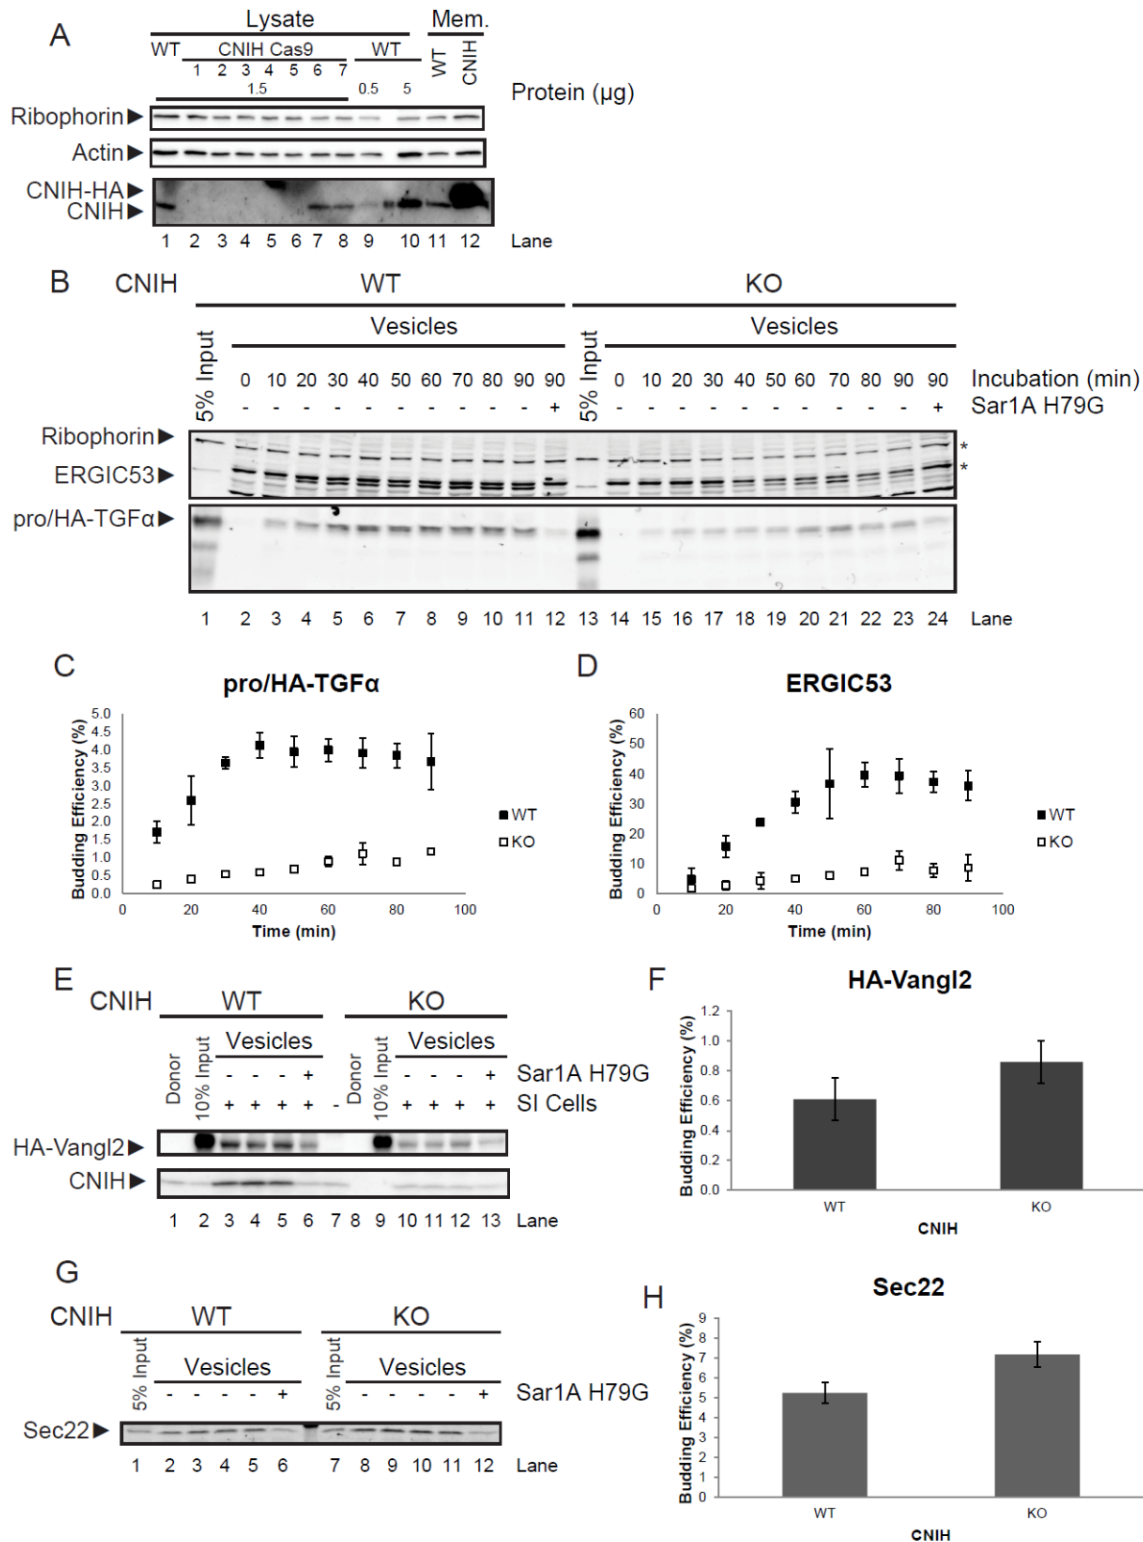 A
Lysate Mem.
WT CNIH Cas9 WT WT CNIH
1 2 3 4 5 6 7
1.5 0.5 5 Protein (µg)
Ribophorin
Actin
CNIH-HA
CNIH
1 2 3 4 5 6 7 8 9 10 11 12 Lane
B CNIH WT KO
5% Input Vesicles 5% Input Vesicles
0 10 20 30 40 50 60 70 80 90 90 0 10 20 30 40 50 60 70 80 90 90 Incubation (min)
- - - - - - - - - - + - - - - - - - - - - + Sar1A H79G
Ribophorin *
ERGIC53 *
pro/HA-TGFα
1 2 3 4 5 6 7 8 9 10 11 12 13 14 15 16 17 18 19 20 21 22 23 24 Lane
C
pro/HA-TGFα
Budding Efficiency (%)
5.0
4.5
4.0
3.5
3.0
2.5
2.0
1.5
1.0
0.5
0.0
0 20 40 60 80 100
Time (min)
WT
KO
D
ERGIC53
Budding Efficiency (%)
60
50
40
30
20
10
0
0 20 40 60 80 100
Time (min)
WT
KO
E
CNIH WT KO
Donor 10% Input Vesicles Donor 10% Input Vesicles
- - - + - - - + Sar1A H79G
+ + + + - + + + + SI Cells
HA-Vangl2
CNIH
1 2 3 4 5 6 7 8 9 10 11 12 13 Lane
F
HA-Vangl2
Budding Efficiency (%)
1.2
1.0
0.8
0.6
0.4
0.2
0.0
WT KO
CNIH
G
CNIH WT KO
5% Input Vesicles 5% Input Vesicles
- - - - + - - - - + Sar1A H79G
Sec22
1 2 3 4 5 6 7 8 9 10 11 12 Lane
H
Sec22
Budding Efficiency (%)
9
8
7
6
5
4
3
2
1
0
WT KO
CNIH